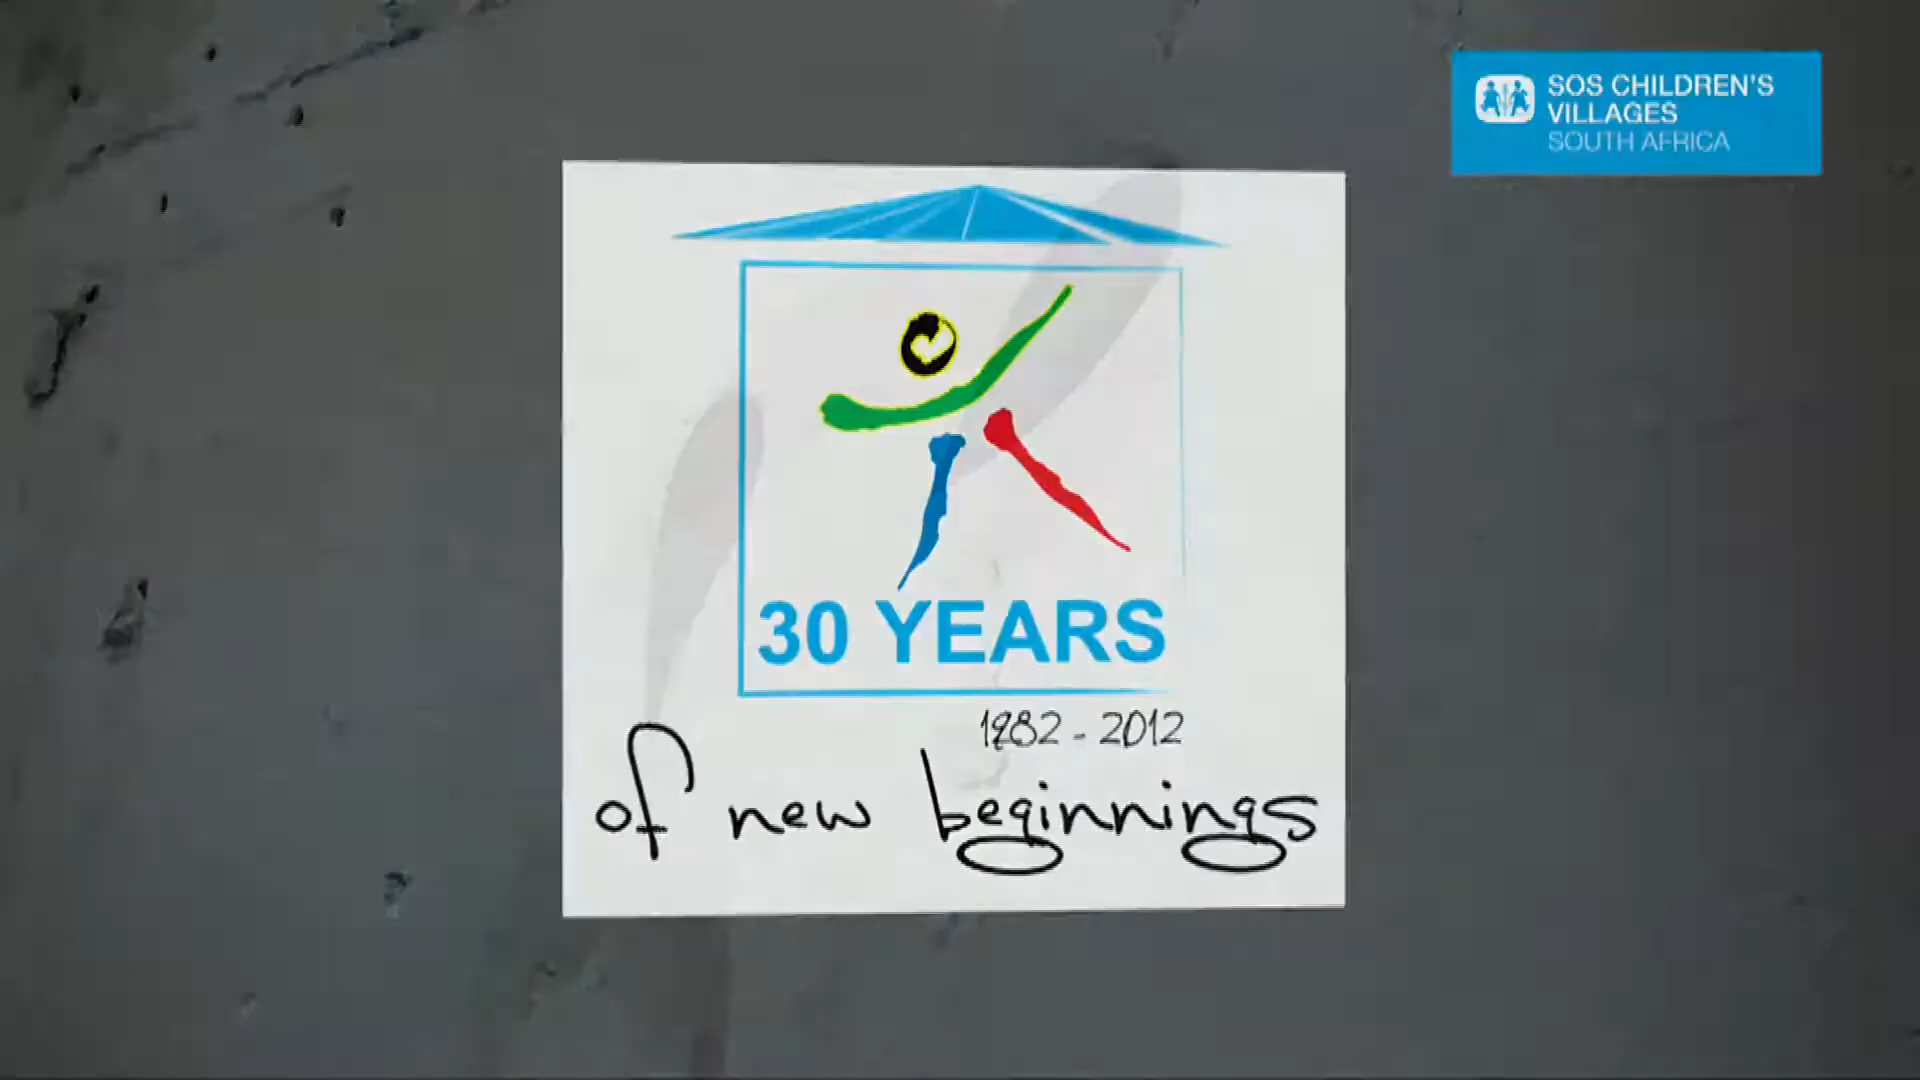 SOS CHILDREN'S
VILLAGES
SOUTH AFRICA
30 YEARS
1982 - 2012
of new beginnings